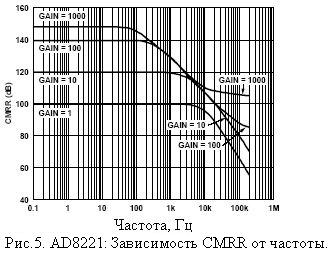 160
140
120
100
80
60
40
CMRR (dB)
GAIN = 1000
GAIN = 100
GAIN = 10
GAIN = 1
GAIN = 1000
GAIN = 10
GAIN = 100
0.1 1 10 100 1k 10k 100k 1M
Частота, Гц
Рис.5. AD8221: Зависимость CMRR от частоты.